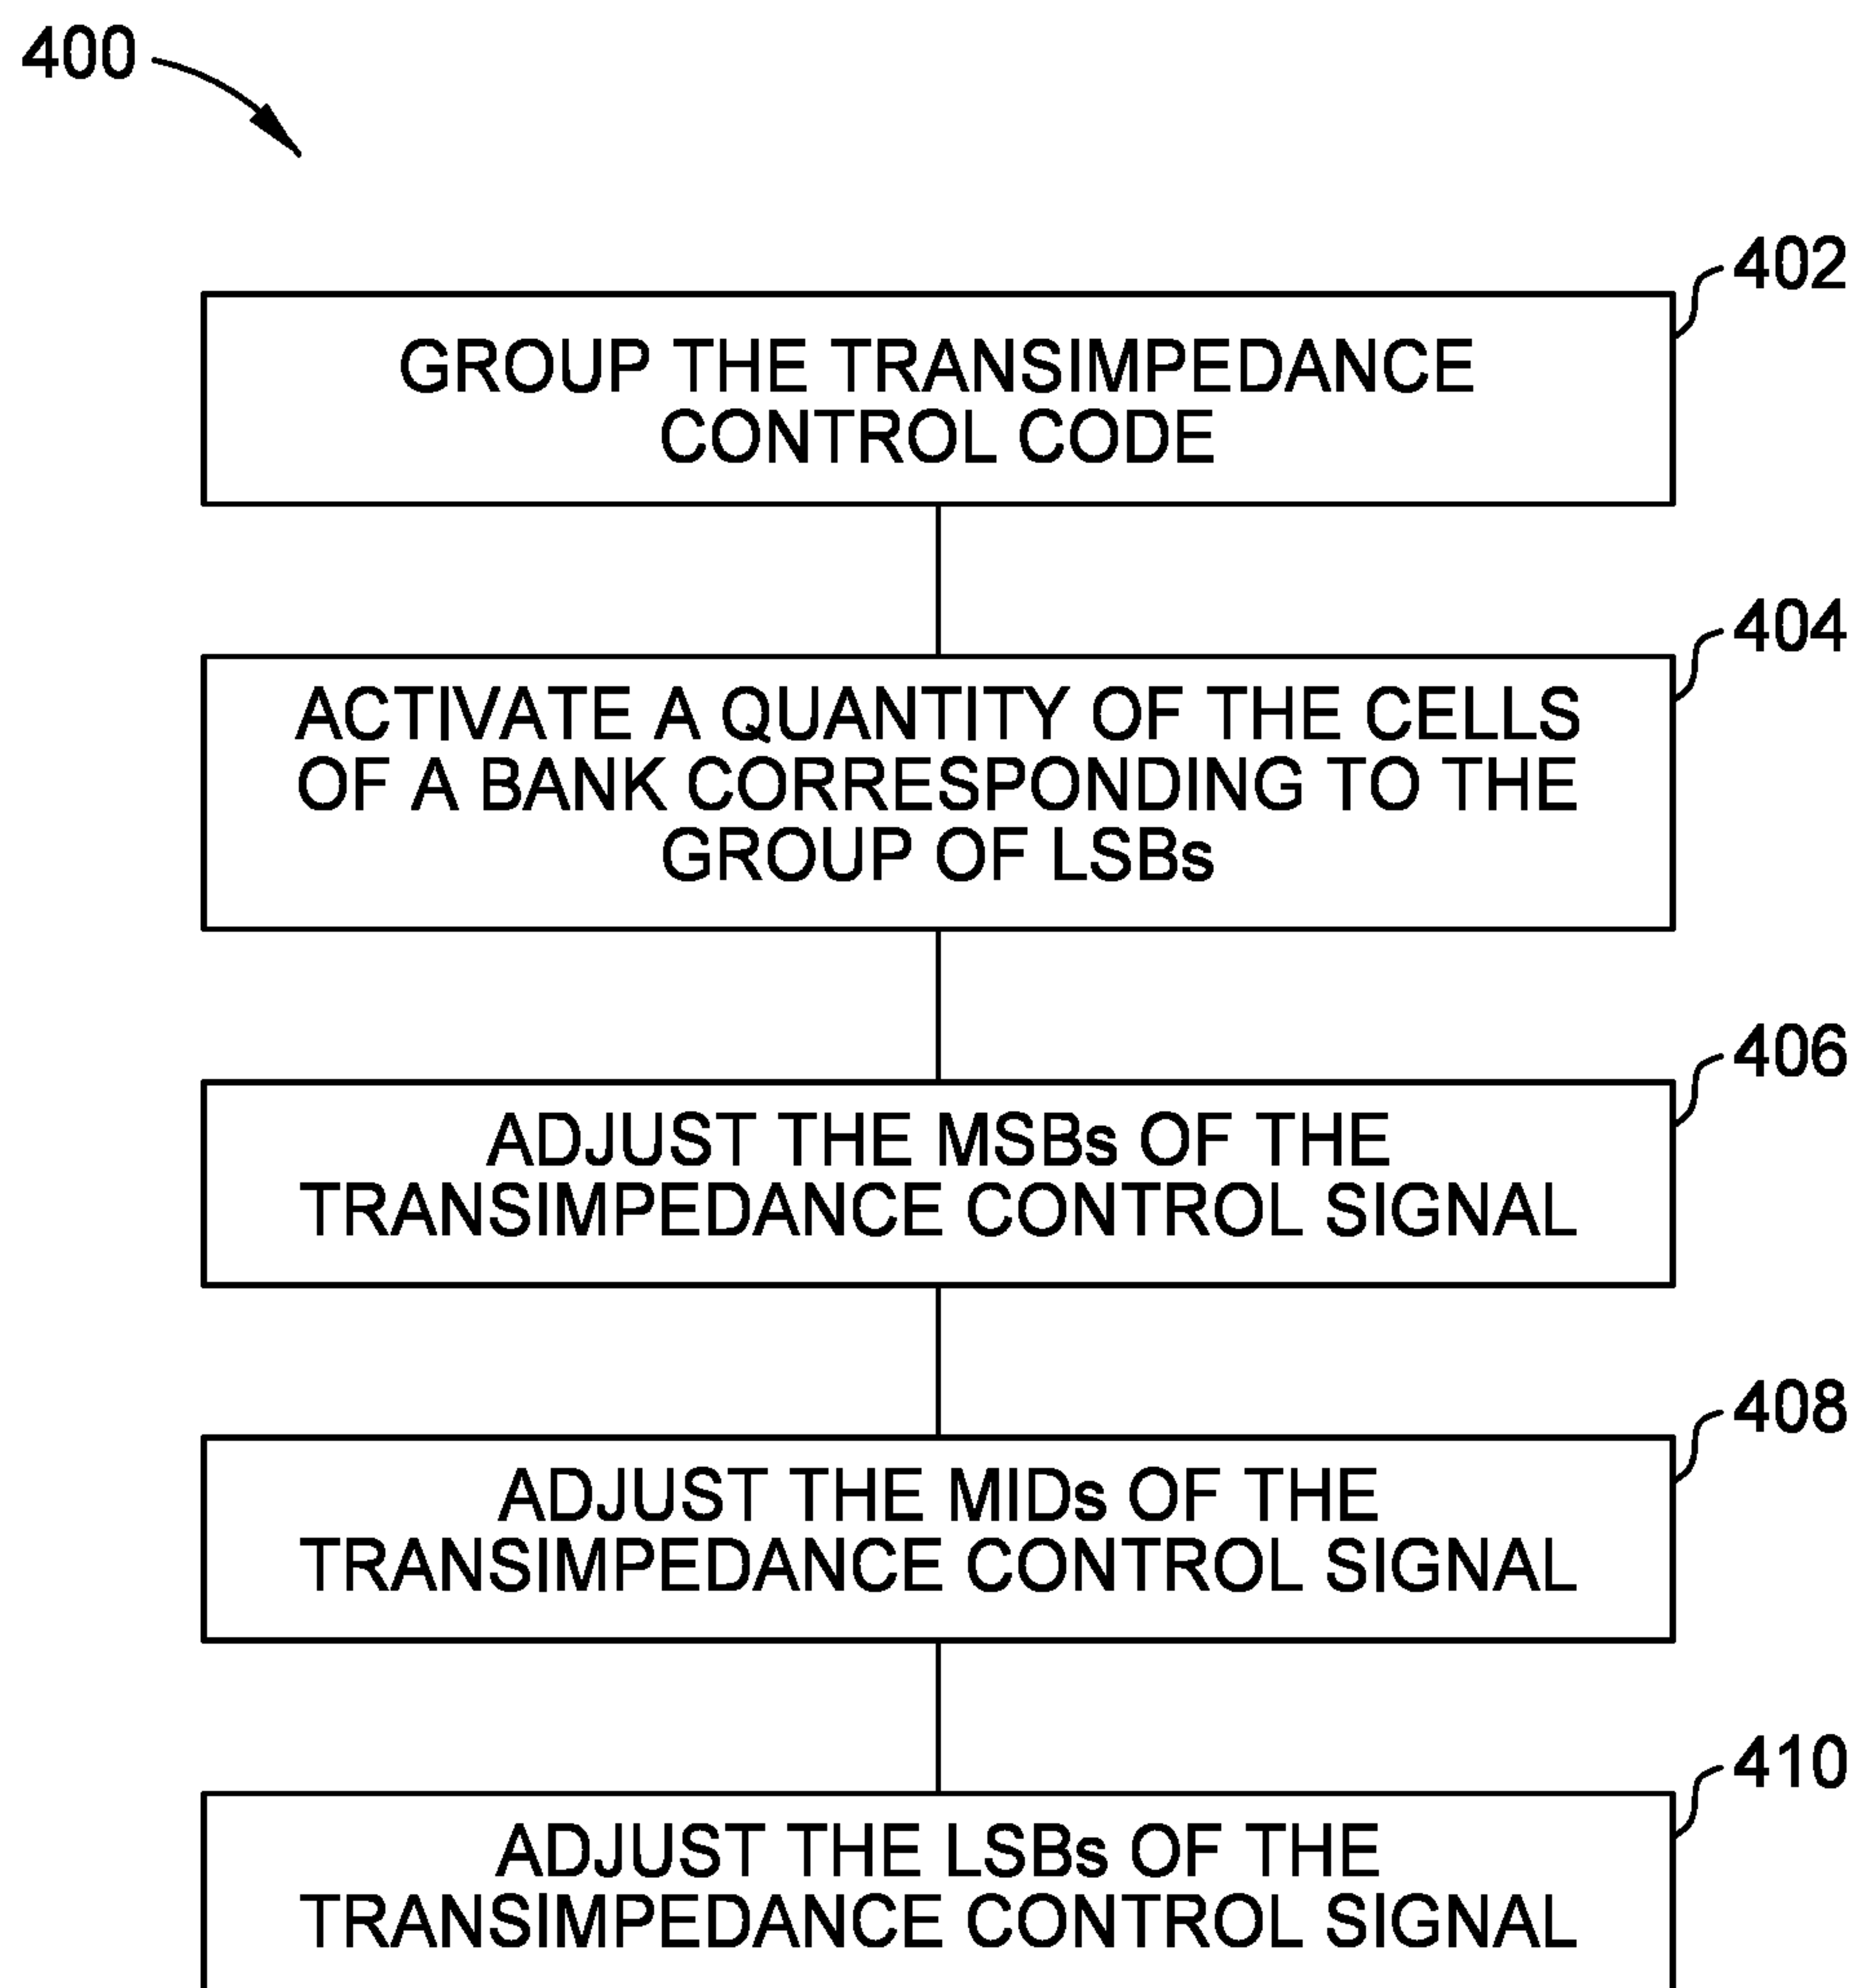 400
402
GROUP THE TRANSIMPEDANCE
CONTROL CODE
404
ACTIVATE A QUANTITY OF THE CELLS
OF A BANK CORRESPONDING TO THE
GROUP OF LSBs
406
ADJUST THE MSBs OF THE
TRANSIMPEDANCE CONTROL SIGNAL
408
ADJUST THE MIDs OF THE
TRANSIMPEDANCE CONTROL SIGNAL
410
ADJUST THE LSBs OF THE
TRANSIMPEDANCE CONTROL SIGNAL